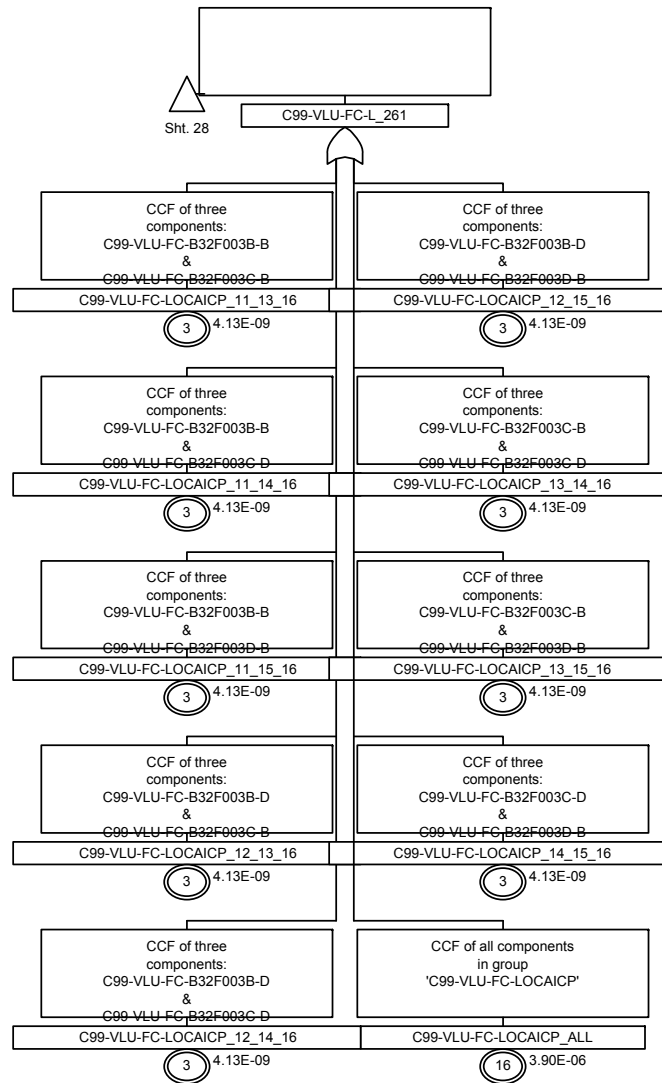 Sht. 28
C99-VLU-FC-L_261
CCF of three
components:
C99-VLU-FC-B32F003B-B
&
C99-VLU-FC-B32F003C-B
C99-VLU-FC-LOCAICP_11_13_16
3
4.13E-09
CCF of three
components:
C99-VLU-FC-B32F003B-D
&
C99-VLU-FC-B32F003D-B
C99-VLU-FC-LOCAICP_12_15_16
3
4.13E-09
CCF of three
components:
C99-VLU-FC-B32F003B-B
&
C99-VLU-FC-B32F003C-D
C99-VLU-FC-LOCAICP_11_14_16
3
4.13E-09
CCF of three
components:
C99-VLU-FC-B32F003C-B
&
C99-VLU-FC-B32F003C-D
C99-VLU-FC-LOCAICP_13_14_16
3
4.13E-09
CCF of three
components:
C99-VLU-FC-B32F003B-B
&
C99-VLU-FC-B32F003D-B
C99-VLU-FC-LOCAICP_11_15_16
3
4.13E-09
CCF of three
components:
C99-VLU-FC-B32F003C-B
&
C99-VLU-FC-B32F003D-B
C99-VLU-FC-LOCAICP_13_15_16
3
4.13E-09
CCF of three
components:
C99-VLU-FC-B32F003B-D
&
C99-VLU-FC-B32F003C-B
C99-VLU-FC-LOCAICP_12_13_16
3
4.13E-09
CCF of three
components:
C99-VLU-FC-B32F003C-D
&
C99-VLU-FC-B32F003D-B
C99-VLU-FC-LOCAICP_14_15_16
3
4.13E-09
CCF of three
components:
C99-VLU-FC-B32F003B-D
&
C99-VLU-FC-B32F003C-D
C99-VLU-FC-LOCAICP_12_14_16
3
4.13E-09
CCF of all components
in group
'C99-VLU-FC-LOCAICP'
C99-VLU-FC-LOCAICP_ALL
16
3.90E-06